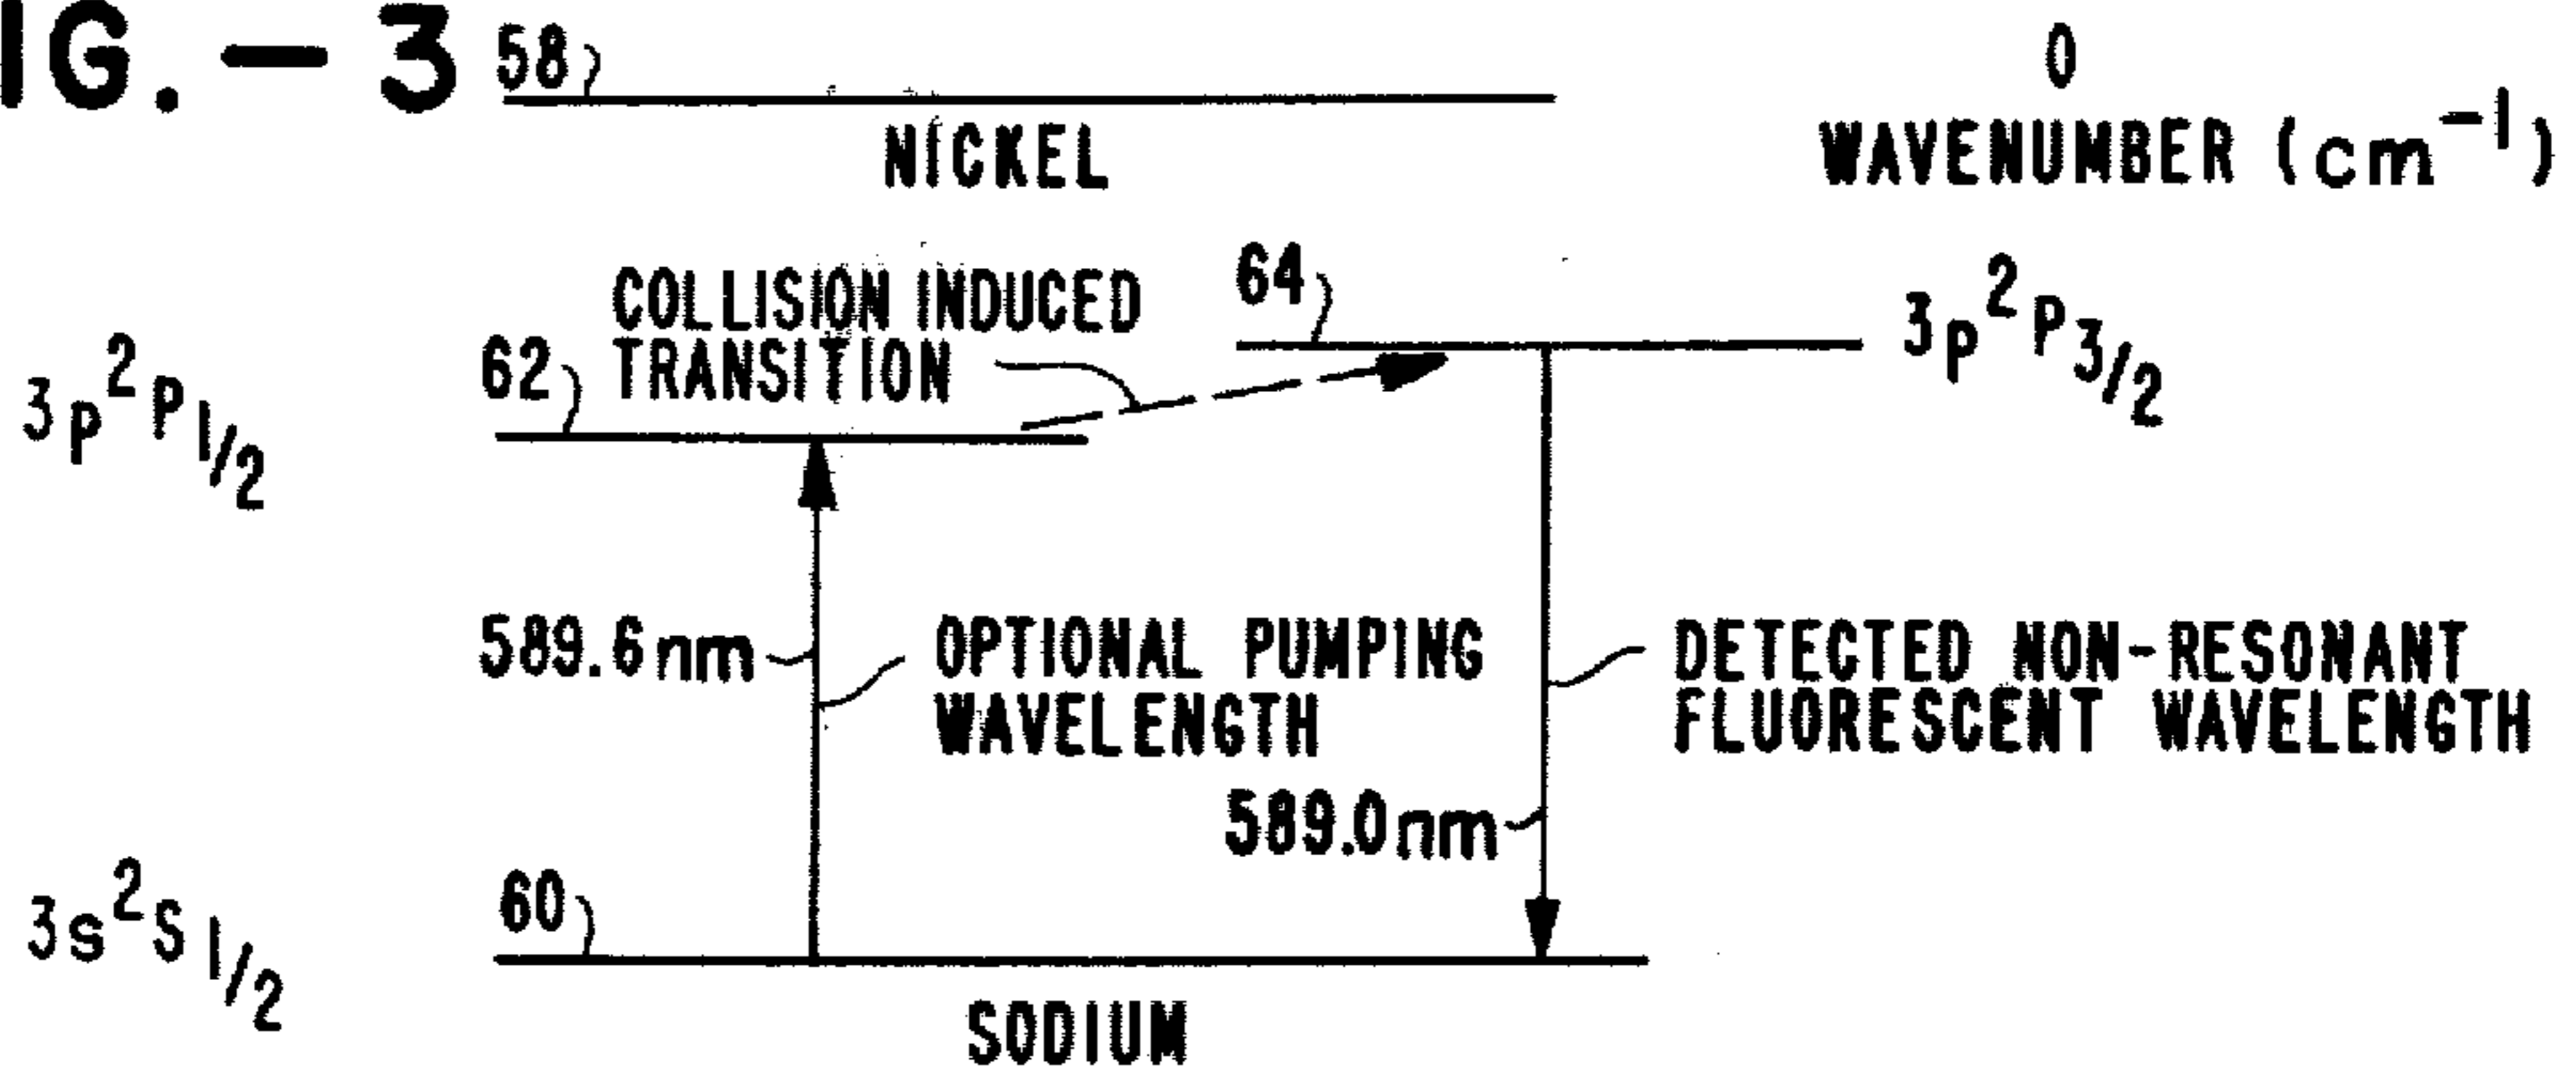 IG. - 3
58
0
NICKEL
WAVENUMBER (cm⁻¹)
COLLISION INDUCED
TRANSITION
64
3p²P3/2
62
3p²P1/2
589.6nm
OPTIONAL PUMPING
WAVELENGTH
DETECTED NON-RESONANT
FLUORESCENT WAVELENGTH
589.0nm
3s²S1/2
60
SODIUM